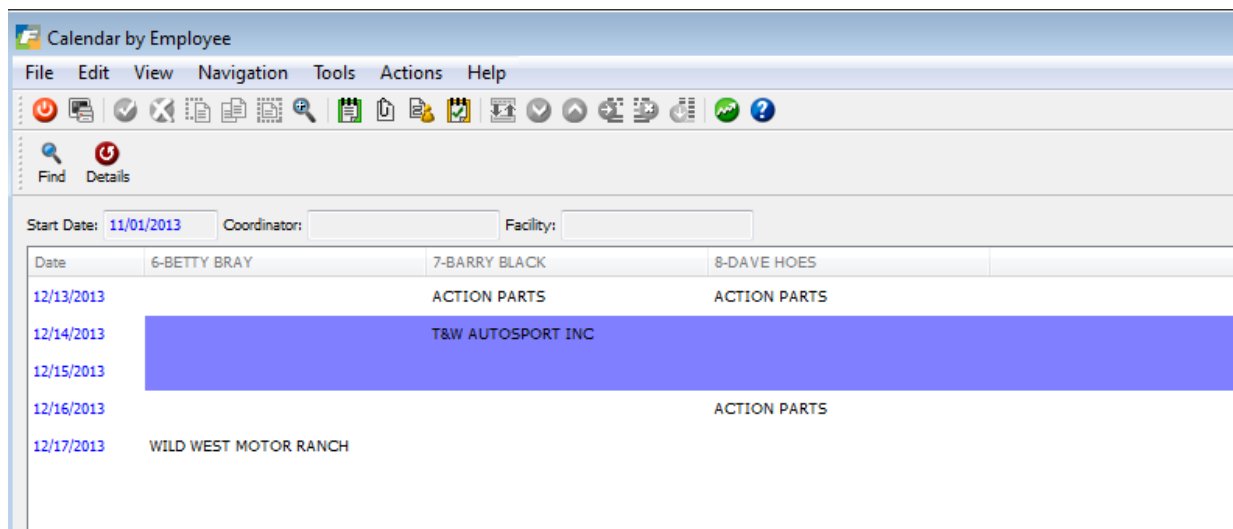 Calendar by Employee
File Edit View Navigation Tools Actions Help
Find Details
Start Date: 11/01/2013 Coordinator: Facility:
Date 6-BETTY BRAY 7-BARRY BLACK 8-DAVE HOES
12/13/2013 ACTION PARTS ACTION PARTS
12/14/2013 T&W AUTOSPORT INC
12/15/2013
12/16/2013 ACTION PARTS
12/17/2013 WILD WEST MOTOR RANCH